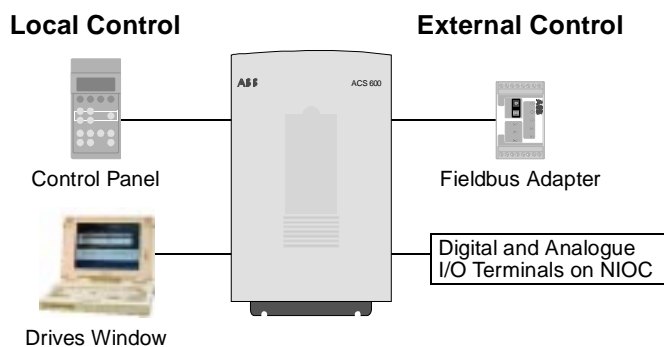 Local Control
External Control
ABB
ACS 600
ABB
Control Panel
Fieldbus Adapter
Digital and Analogue
I/O Terminals on NIOC
Drives Window